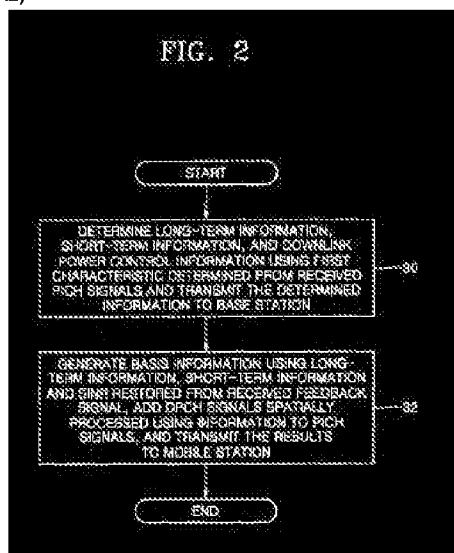 FIG. 2
START
DETERMINE LONG-TERM INFORMATION,
SHORT-TERM INFORMATION, AND DOWNLINK
POWER CONTROL INFORMATION USING FIRST
CHARACTERISTIC DETERMINED FROM RECEIVED
PICH SIGNALS AND TRANSMIT THE DETERMINED
INFORMATION TO BASE STATION
30
GENERATE BASIS INFORMATION USING LONG-
TERM INFORMATION, SHORT-TERM INFORMATION
AND SINR RESTORED FROM RECEIVED FEEDBACK
SIGNAL, ADD DPCH SIGNALS SPATIALLY
PROCESSED USING INFORMATION TO PICH
SIGNALS, AND TRANSMIT THE RESULTS
TO MOBILE STATION
32
END